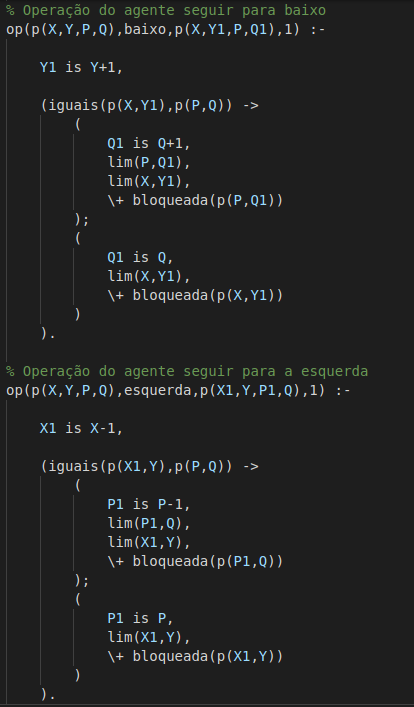 % Operação do agente seguir para baixo
op(p(X,Y,P,Q),baixo,p(X,Y1,P,Q1),1) :-
Y1 is Y+1,
(iguais(p(X,Y1),p(P,Q)) ->
(
Q1 is Q+1,
lim(P,Q1),
lim(X,Y1),
\+ bloqueada(p(P,Q1))
);
(
Q1 is Q,
lim(X,Y1),
\+ bloqueada(p(X,Y1))
)
).
% Operação do agente seguir para a esquerda
op(p(X,Y,P,Q),esquerda,p(X1,Y,P1,Q),1) :-
X1 is X-1,
(iguais(p(X1,Y),p(P,Q)) ->
(
P1 is P-1,
lim(P1,Q),
lim(X1,Y),
\+ bloqueada(p(P1,Q))
);
(
P1 is P,
lim(X1,Y),
\+ bloqueada(p(X1,Y))
)
).